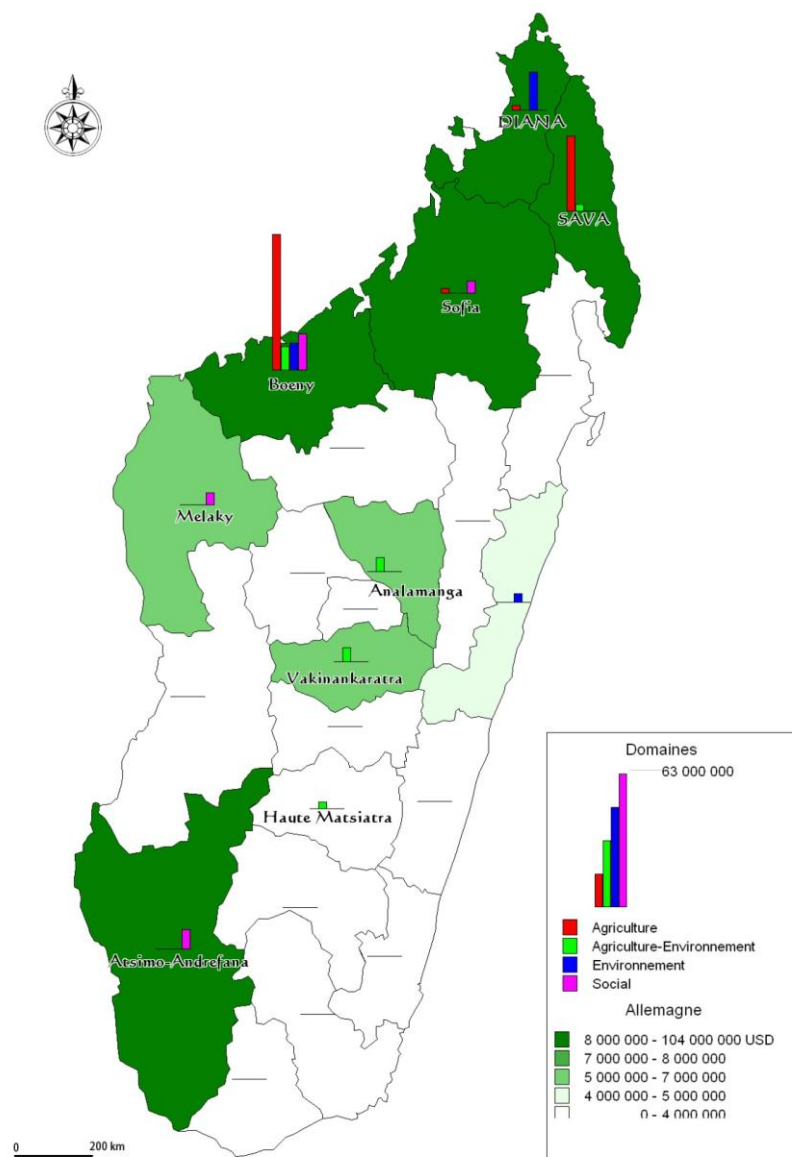 DIANA
SAVA
Sofia
Boeny
Melaky
Analamanga
Vakinankaratra
Haute Matsiatra
Atsimo-Andrefana
Domaines
63 000 000
Agriculture
Agriculture-Environnement
Environnement
Social
Allemagne
8 000 000 - 104 000 000 USD
7 000 000 - 8 000 000
5 000 000 - 7 000 000
4 000 000 - 5 000 000
0 - 4 000 000
0 200 km